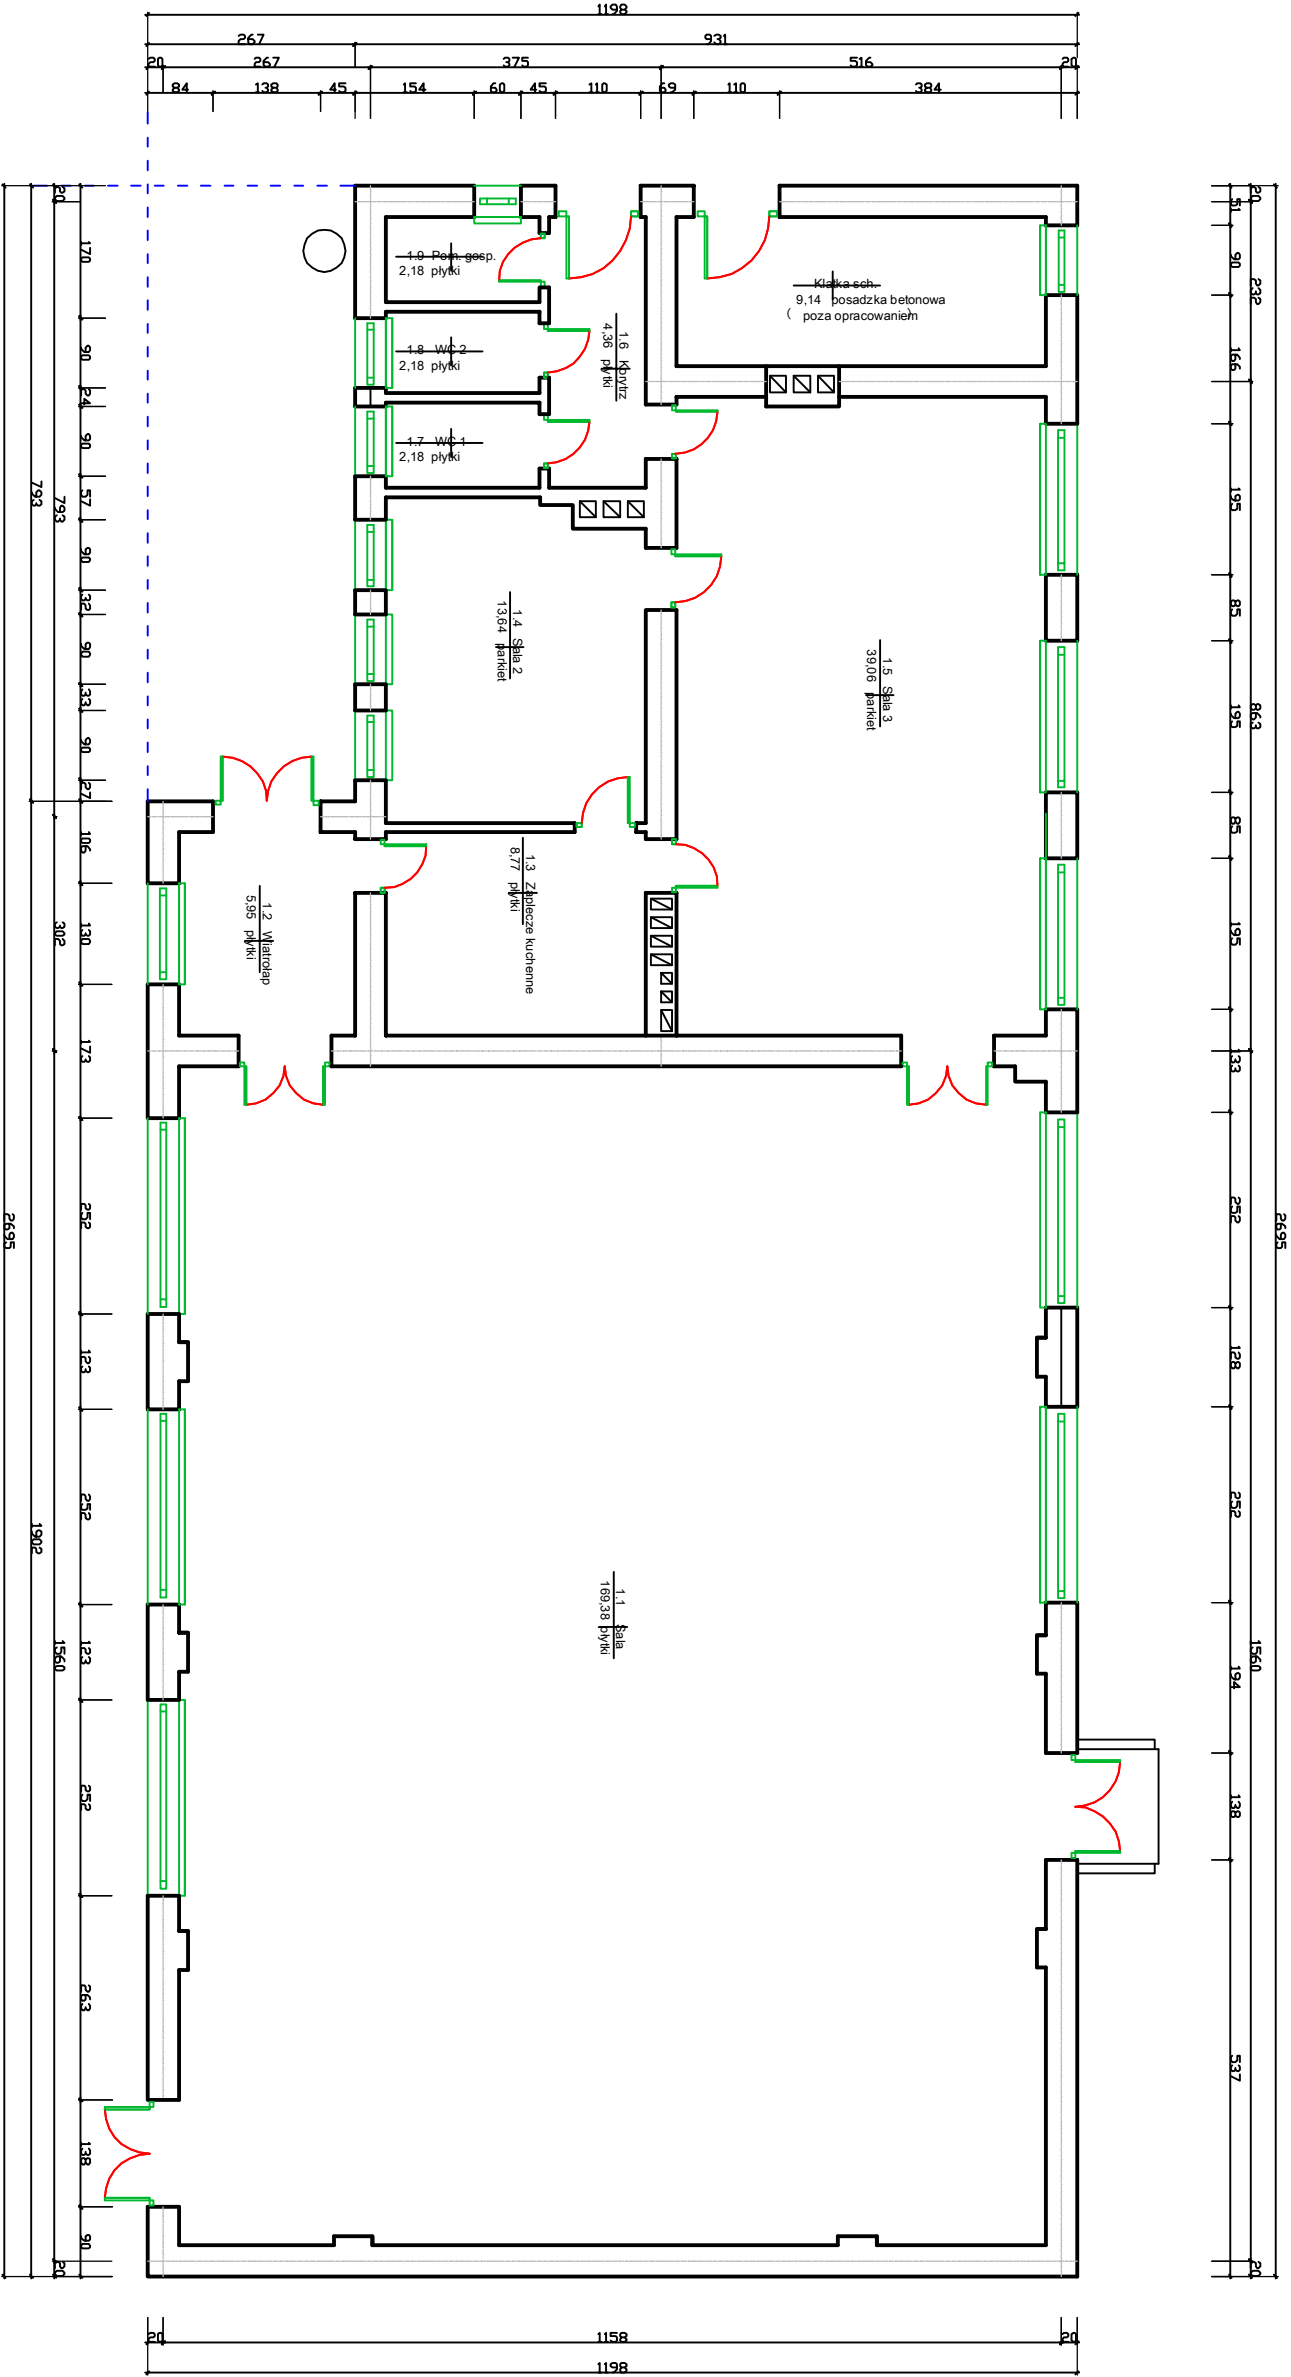 1198
267 931
20 267 375 516 20
84 138 45 154 60 45 110 69 110 384
1.9 Pom. gosp.
2,18 płytki
Klatka sch.
9,14 posadzka betonowa
( poza opracowaniem )
1.6 Korytrz
4,36 płytki
1.8 WC 2
2,18 płytki
1.7 WC 1
2,18 płytki
1.4 Sala 2
13,64 parkiet
1.5 Sala 3
39,06 parkiet
1.3 Zaplecze kuchenne
8,77 płytki
1.2 Wiatrołap
5,95 płytki
1.1 Sala
169,38 płytki
2695
793 1902
20 793 302 1560 20
170 90 24 90 57 90 32 90 33 90 27 106 130 173 252 123 252 123 252 263 138 90
51 90 166 195 85 195 85 195 133 252 128 252 194 138 537
20 232 863 1560 20
2695
20 1158 20
1198